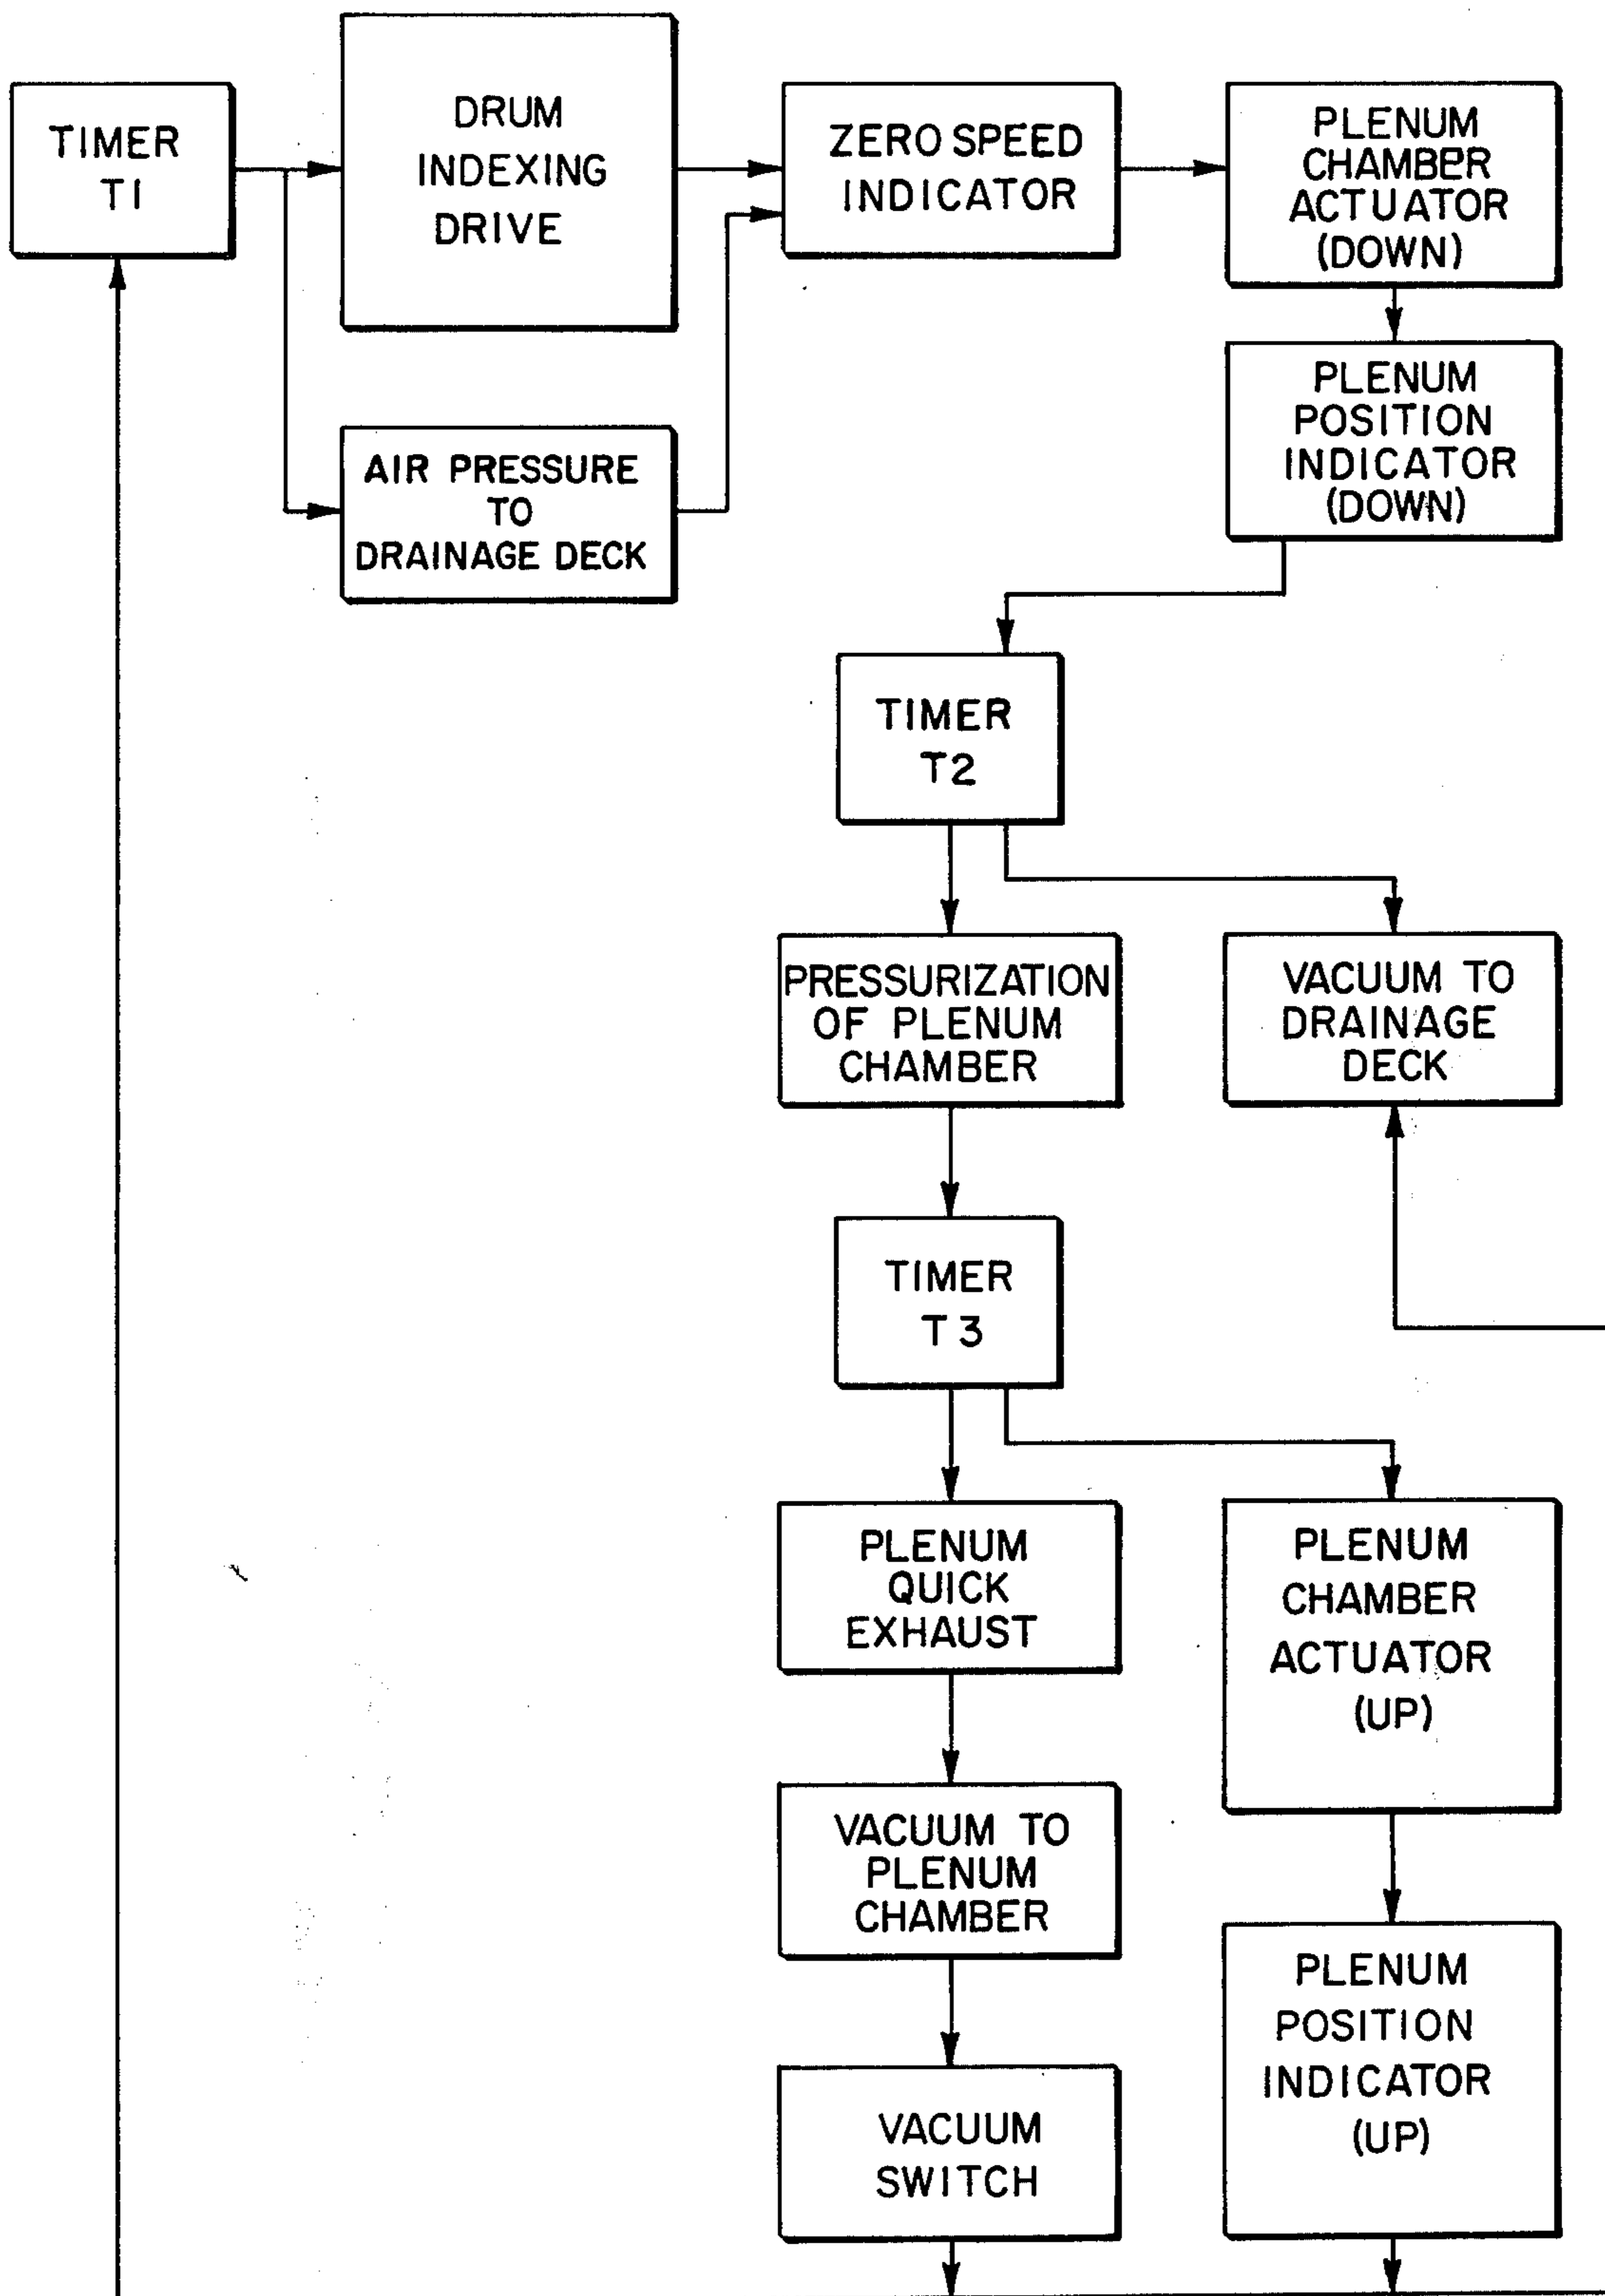 TIMER
T1
DRUM
INDEXING
DRIVE
ZERO SPEED
INDICATOR
PLENUM
CHAMBER
ACTUATOR
(DOWN)
AIR PRESSURE
TO
DRAINAGE DECK
PLENUM
POSITION
INDICATOR
(DOWN)
TIMER
T2
PRESSURIZATION
OF PLENUM
CHAMBER
VACUUM TO
DRAINAGE
DECK
TIMER
T3
PLENUM
QUICK
EXHAUST
PLENUM
CHAMBER
ACTUATOR
(UP)
VACUUM TO
PLENUM
CHAMBER
PLENUM
POSITION
INDICATOR
(UP)
VACUUM
SWITCH